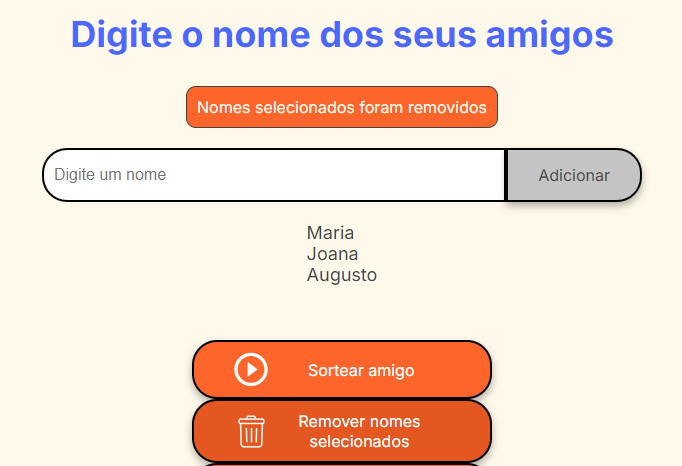 Digite o nome dos seus amigos
Nomes selecionados foram removidos
Digite um nome
Adicionar
Maria
Joana
Augusto
Sortear amigo
Remover nomes
selecionados